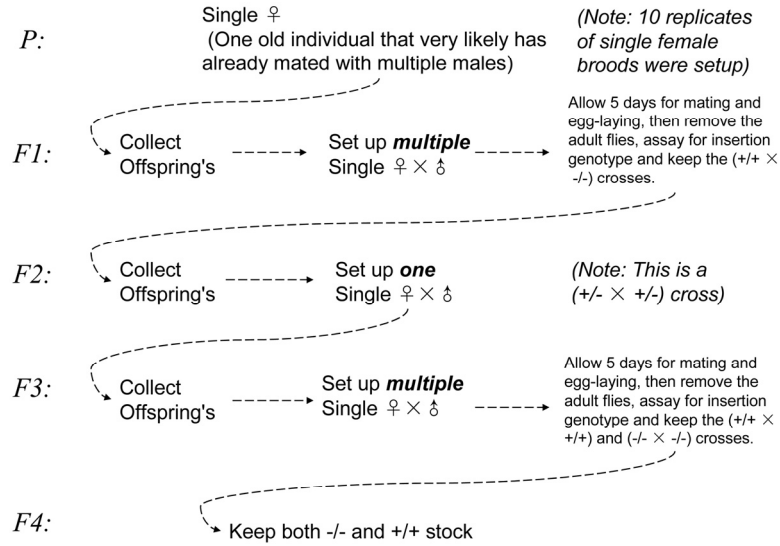 P:
Single ♀
(One old individual that very likely has
already mated with multiple males)
(Note: 10 replicates
of single female
broods were setup)
F1:
Collect
Offspring's
Set up multiple
Single ♀ × ♂
Allow 5 days for mating and
egg-laying, then remove the
adult flies, assay for insertion
genotype and keep the (+/+ ×
-/-) crosses.
F2:
Collect
Offspring's
Set up one
Single ♀ × ♂
(Note: This is a
(+/- × +/-) cross)
F3:
Collect
Offspring's
Set up multiple
Single ♀ × ♂
Allow 5 days for mating and
egg-laying, then remove the
adult flies, assay for insertion
genotype and keep the (+/+ ×
+/+) and (-/- × -/-) crosses.
F4:
Keep both -/- and +/+ stock